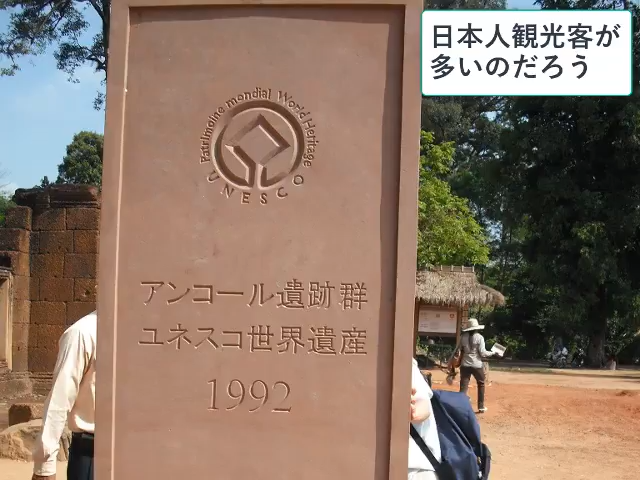 日本人観光客が
多いのだろう
Patrimoine mondial World Heritage
UNESCO
アンコール遺跡群
ユネスコ世界遺産
1992